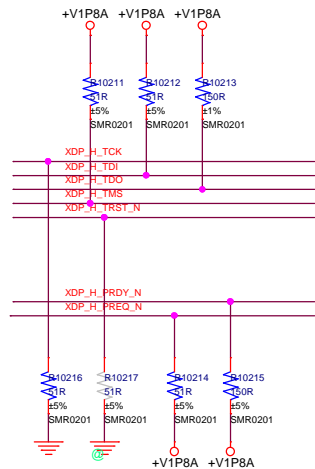 +V1P8A +V1P8A +V1P8A
R10211 R10212 R10213
51R 51R 150R
±5% ±5% ±1%
SMR0201 SMR0201 SMR0201
XDP_H_TCK
XDP_H_TDI
XDP_H_TDO
XDP_H_TMS
XDP_H_TRST_N
XDP_H_PRDY_N
XDP_H_PREQ_N
R10216 R10217 R10214 R10215
51R 51R 51R 150R
±5% ±5% ±5% ±5%
SMR0201 SMR0201 SMR0201 SMR0201
@
+V1P8A +V1P8A